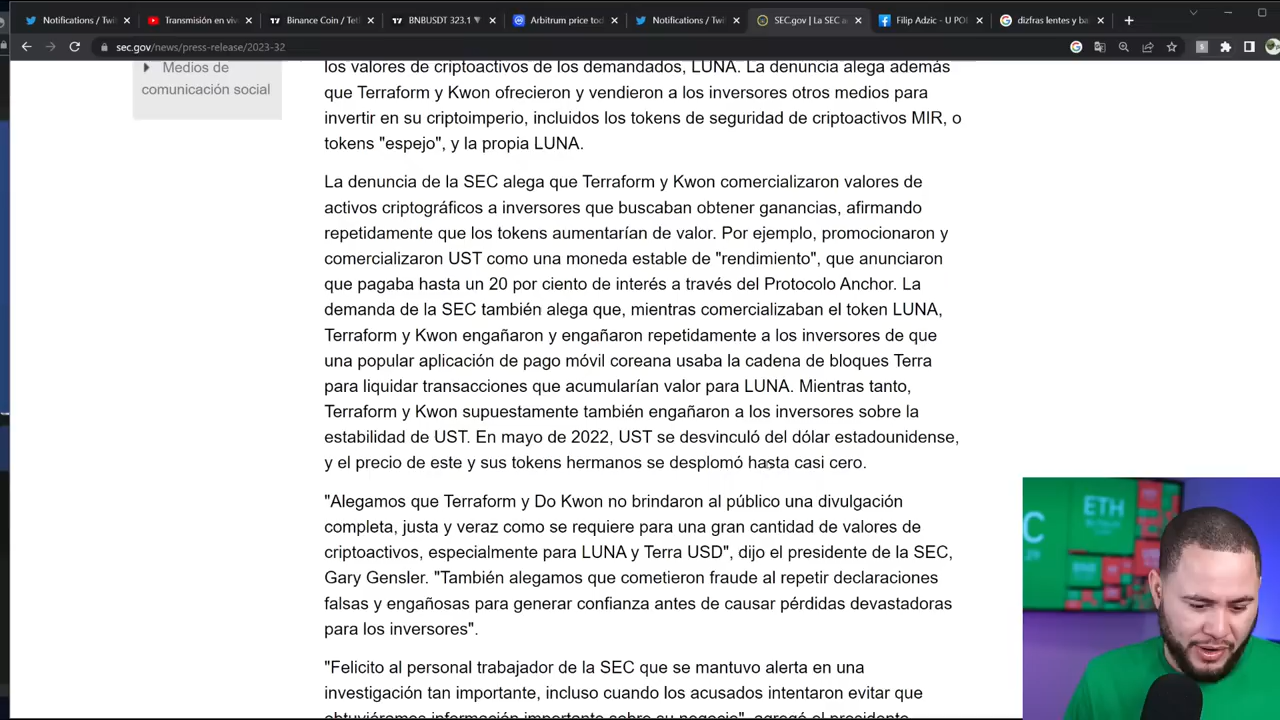 Notifications / Twi
Transmisión en viv
Binance Coin / Teth
BNBUSDT 323.1
Arbitrum price tod
Notifications / Twi
SEC.gov | La SEC a
Filip Adzic - U POI
dizfras lentes y ba
sec.gov/news/press-release/2023-32
Medios de
comunicación social
los valores de criptoactivos de los demandados, LUNA. La denuncia alega además
que Terraform y Kwon ofrecieron y vendieron a los inversores otros medios para
invertir en su criptoimperio, incluidos los tokens de seguridad de criptoactivos MIR, o
tokens "espejo", y la propia LUNA.
La denuncia de la SEC alega que Terraform y Kwon comercializaron valores de
activos criptográficos a inversores que buscaban obtener ganancias, afirmando
repetidamente que los tokens aumentarían de valor. Por ejemplo, promocionaron y
comercializaron UST como una moneda estable de "rendimiento", que anunciaron
que pagaba hasta un 20 por ciento de interés a través del Protocolo Anchor. La
demanda de la SEC también alega que, mientras comercializaban el token LUNA,
Terraform y Kwon engañaron y engañaron repetidamente a los inversores de que
una popular aplicación de pago móvil coreana usaba la cadena de bloques Terra
para liquidar transacciones que acumularían valor para LUNA. Mientras tanto,
Terraform y Kwon supuestamente también engañaron a los inversores sobre la
estabilidad de UST. En mayo de 2022, UST se desvinculó del dólar estadounidense,
y el precio de este y sus tokens hermanos se desplomó hasta casi cero.
"Alegamos que Terraform y Do Kwon no brindaron al público una divulgación
completa, justa y veraz como se requiere para una gran cantidad de valores de
criptoactivos, especialmente para LUNA y Terra USD", dijo el presidente de la SEC,
Gary Gensler. "También alegamos que cometieron fraude al repetir declaraciones
falsas y engañosas para generar confianza antes de causar pérdidas devastadoras
para los inversores".
"Felicito al personal trabajador de la SEC que se mantuvo alerta en una
investigación tan importante, incluso cuando los acusados intentaron evitar que
obtuviéramos información importante sobre su negocio", agregó el presidente
ETH